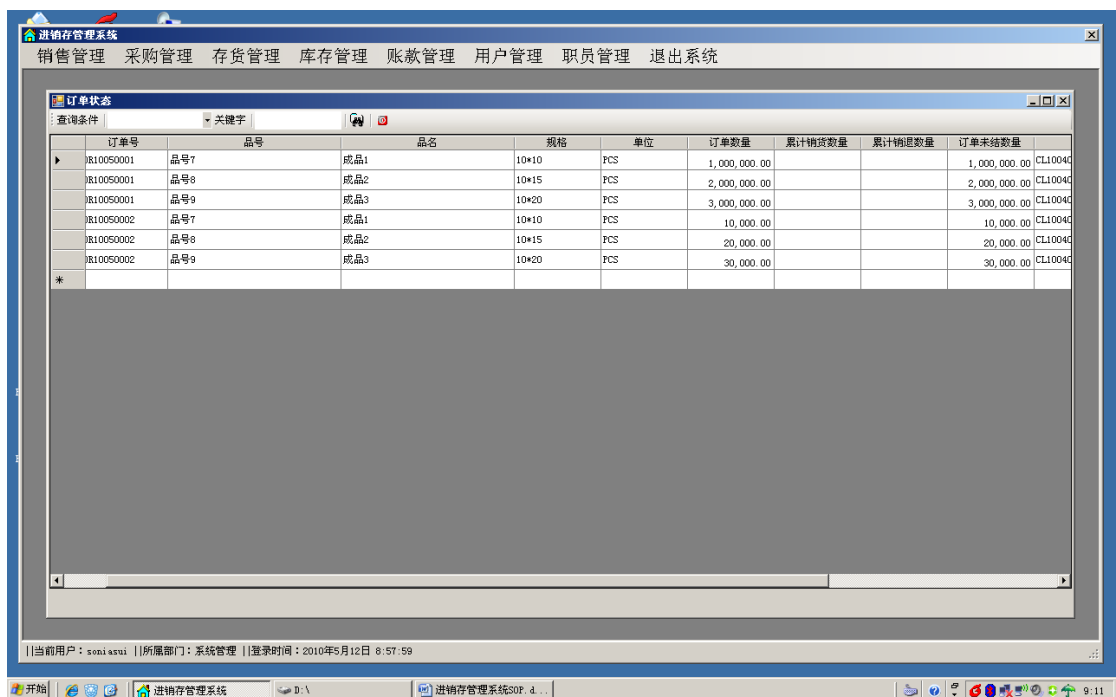 进销存管理系统
销售管理 采购管理 存货管理 库存管理 账款管理 用户管理 职员管理 退出系统
订单状态
查询条件 关键字
订单号 品号 品名 规格 单位 订单数量 累计销货数量 累计销退数量 订单未结数量
R10050001 品号7 成品1 10*10 PCS 1,000,000.00 1,000,000.00 CL1004
R10050001 品号8 成品2 10*15 PCS 2,000,000.00 2,000,000.00 CL1004
R10050001 品号9 成品3 10*20 PCS 3,000,000.00 3,000,000.00 CL1004
R10050002 品号7 成品1 10*10 PCS 10,000.00 10,000.00 CL1004
R10050002 品号8 成品2 10*15 PCS 20,000.00 20,000.00 CL1004
R10050002 品号9 成品3 10*20 PCS 30,000.00 30,000.00 CL1004
||当前用户：soniasui ||所属部门：系统管理 ||登录时间：2010年5月12日 8:57:59
开始 进销存管理系统 D:\ 进销存管理系统SOP.d... 9:11